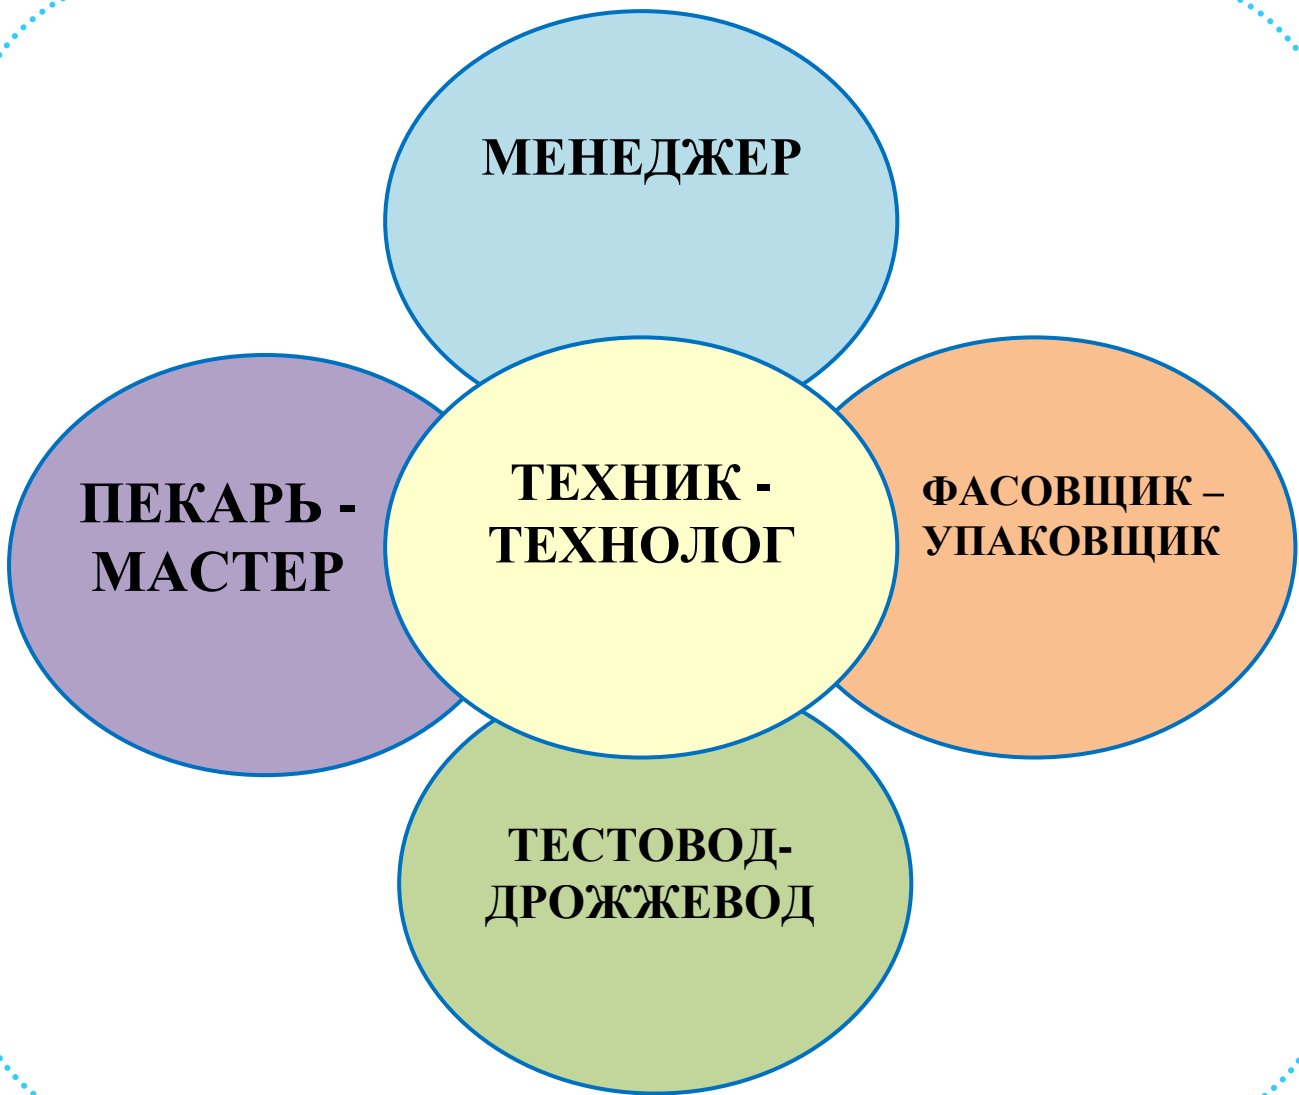 МЕНЕДЖЕР
ПЕКАРЬ -
МАСТЕР
ТЕХНИК -
ТЕХНОЛОГ
ФАСОВЩИК –
УПАКОВЩИК
ТЕСТОВОД-
ДРОЖЖЕВОД